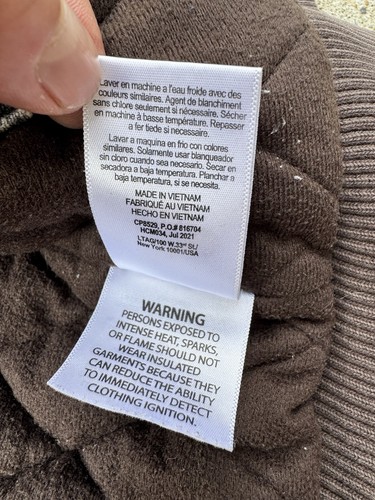 Laver en machine a l'eau froide avec des
couleurs similaires. Agent de blanchiment
sans chlore seulement si nécessaire. Sécher
en machine à basse température. Repasser
a fer tiède si nécessaire.
Lavar a maquina en frio con colores
similares. Solamente usar blanqueador
sin cloro cuando sea necesario. Secar en
secadora a baja temperatura. Planchar a
baja temperatura, si se necesita.
MADE IN VIETNAM
FABRIQUÉ AU VIETNAM
HECHO EN VIETNAM
CP8529, P.O.# 816704
HCM034, Jul 2021
LTAG/100 W.33rd St./
New York 10001/USA
WARNING
PERSONS EXPOSED TO
INTENSE HEAT, SPARKS,
OR FLAME SHOULD NOT
WEAR INSULATED
GARMENTS BECAUSE THEY
CAN REDUCE THE ABILITY
TO IMMEDIATELY DETECT
CLOTHING IGNITION.